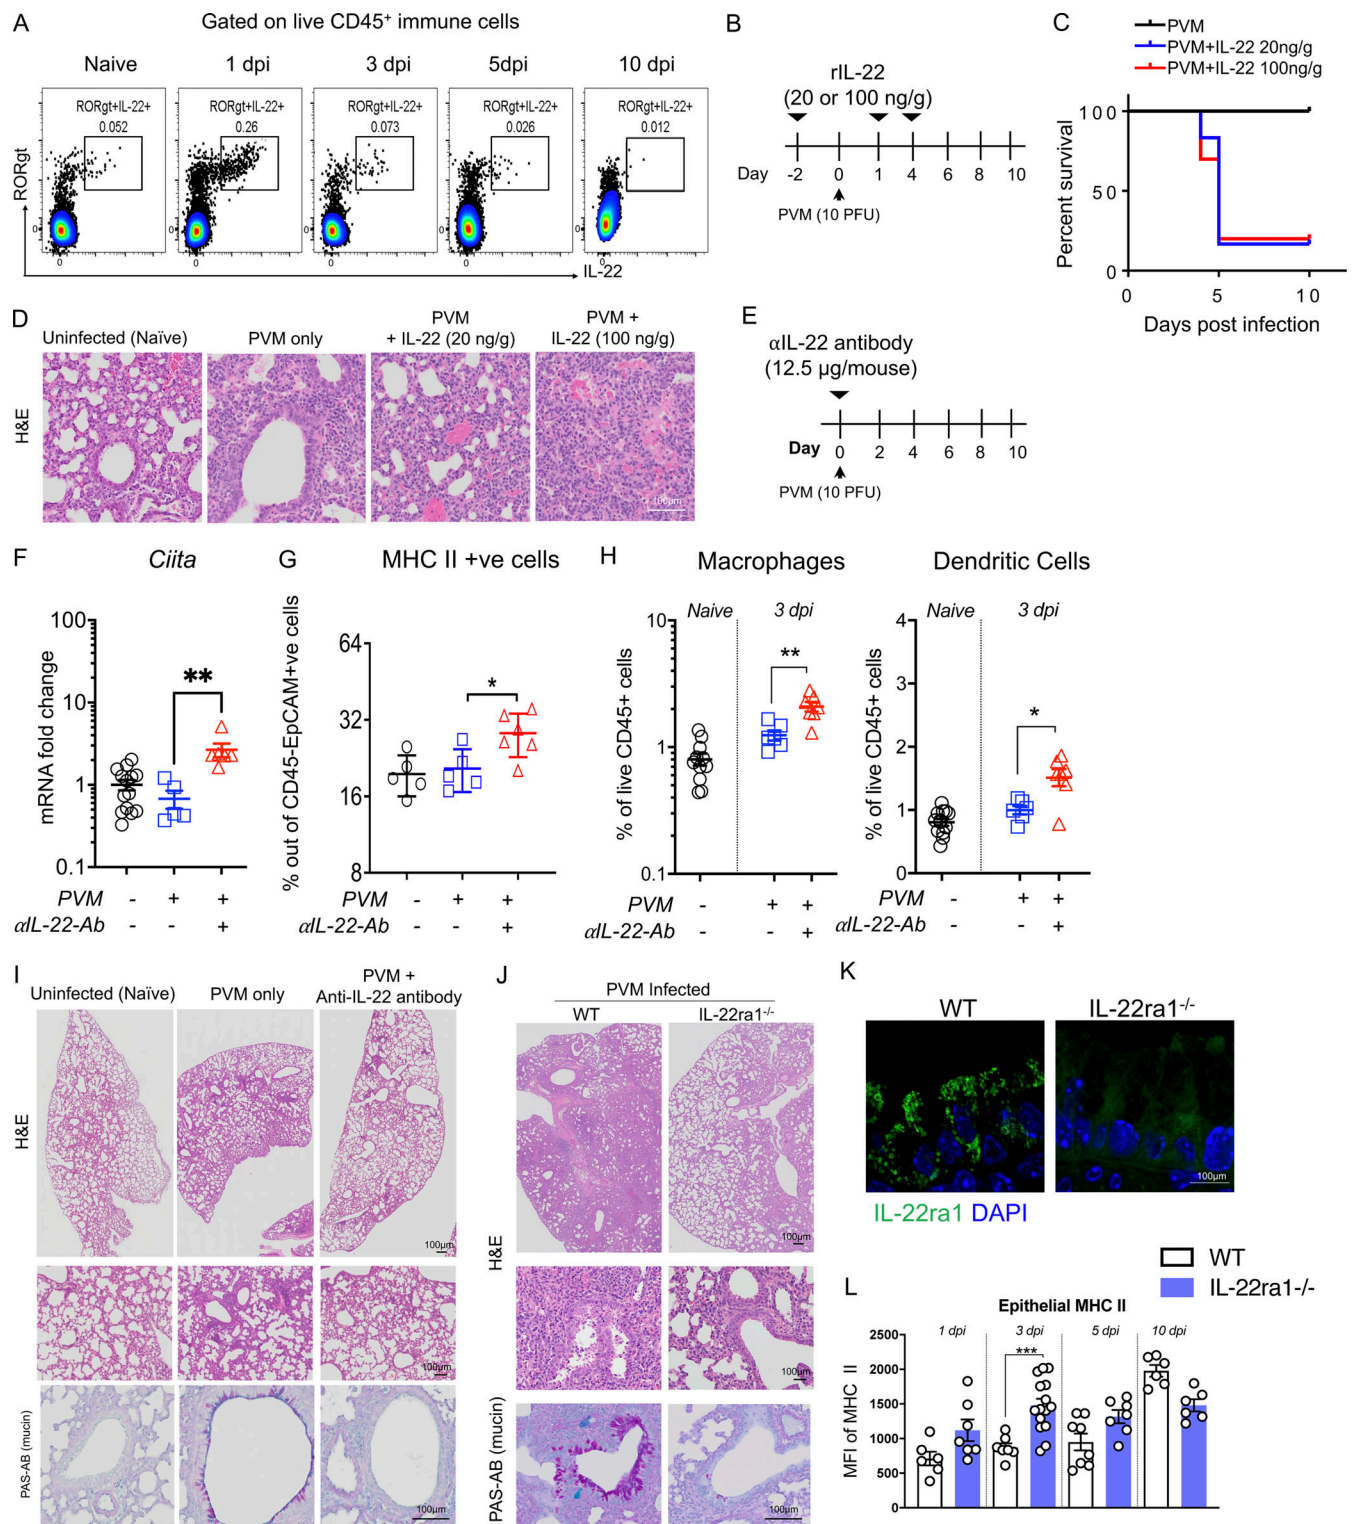 A
Gated on live CD45+ immune cells
Naive
1 dpi
3 dpi
5dpi
10 dpi
RORgt+IL-22+
0.052
RORgt+IL-22+
0.26
RORgt+IL-22+
0.073
RORgt+IL-22+
0.026
RORgt+IL-22+
0.012
RORgt
0
0
0
0
0
0
0
0
0
0
IL-22
B
rIL-22
(20 or 100 ng/g)
Day
-2 0 1 4 6 8 10
PVM (10 PFU)
C
PVM
PVM+IL-22 20ng/g
PVM+IL-22 100ng/g
Percent survival
100
50
0
0 5 10
Days post infection
D
Uninfected (Naïve)
PVM only
PVM
+ IL-22 (20 ng/g)
PVM +
IL-22 (100 ng/g)
H&E
100µm
E
αIL-22 antibody
(12.5 µg/mouse)
Day
0 2 4 6 8 10
PVM (10 PFU)
F
Ciita
mRNA fold change
100
10
1
0.1
**
PVM - + +
αIL-22-Ab - - +
G
MHC II +ve cells
% out of CD45-EpCAM+ve cells
64
32
16
8
*
PVM - + +
αIL-22-Ab - - +
H
Macrophages
Naive
3 dpi
% of live CD45+ cells
10
1
0.1
**
PVM - + +
αIL-22-Ab - - +
Dendritic Cells
Naive
3 dpi
% of live CD45+ cells
4
3
2
1
0
*
PVM - + +
αIL-22-Ab - - +
I
Uninfected (Naïve)
PVM only
PVM +
Anti-IL-22 antibody
H&E
100µm
100µm
PAS-AB (mucin)
100µm
J
PVM Infected
WT
IL-22ra1-/-
H&E
100µm
100µm
PAS-AB (mucin)
100µm
K
WT
IL-22ra1-/-
100µm
IL-22ra1 DAPI
WT
IL-22ra1-/-
L
Epithelial MHC II
1 dpi
3 dpi
5 dpi
10 dpi
***
MFI of MHC II
2500
2000
1500
1000
500
0